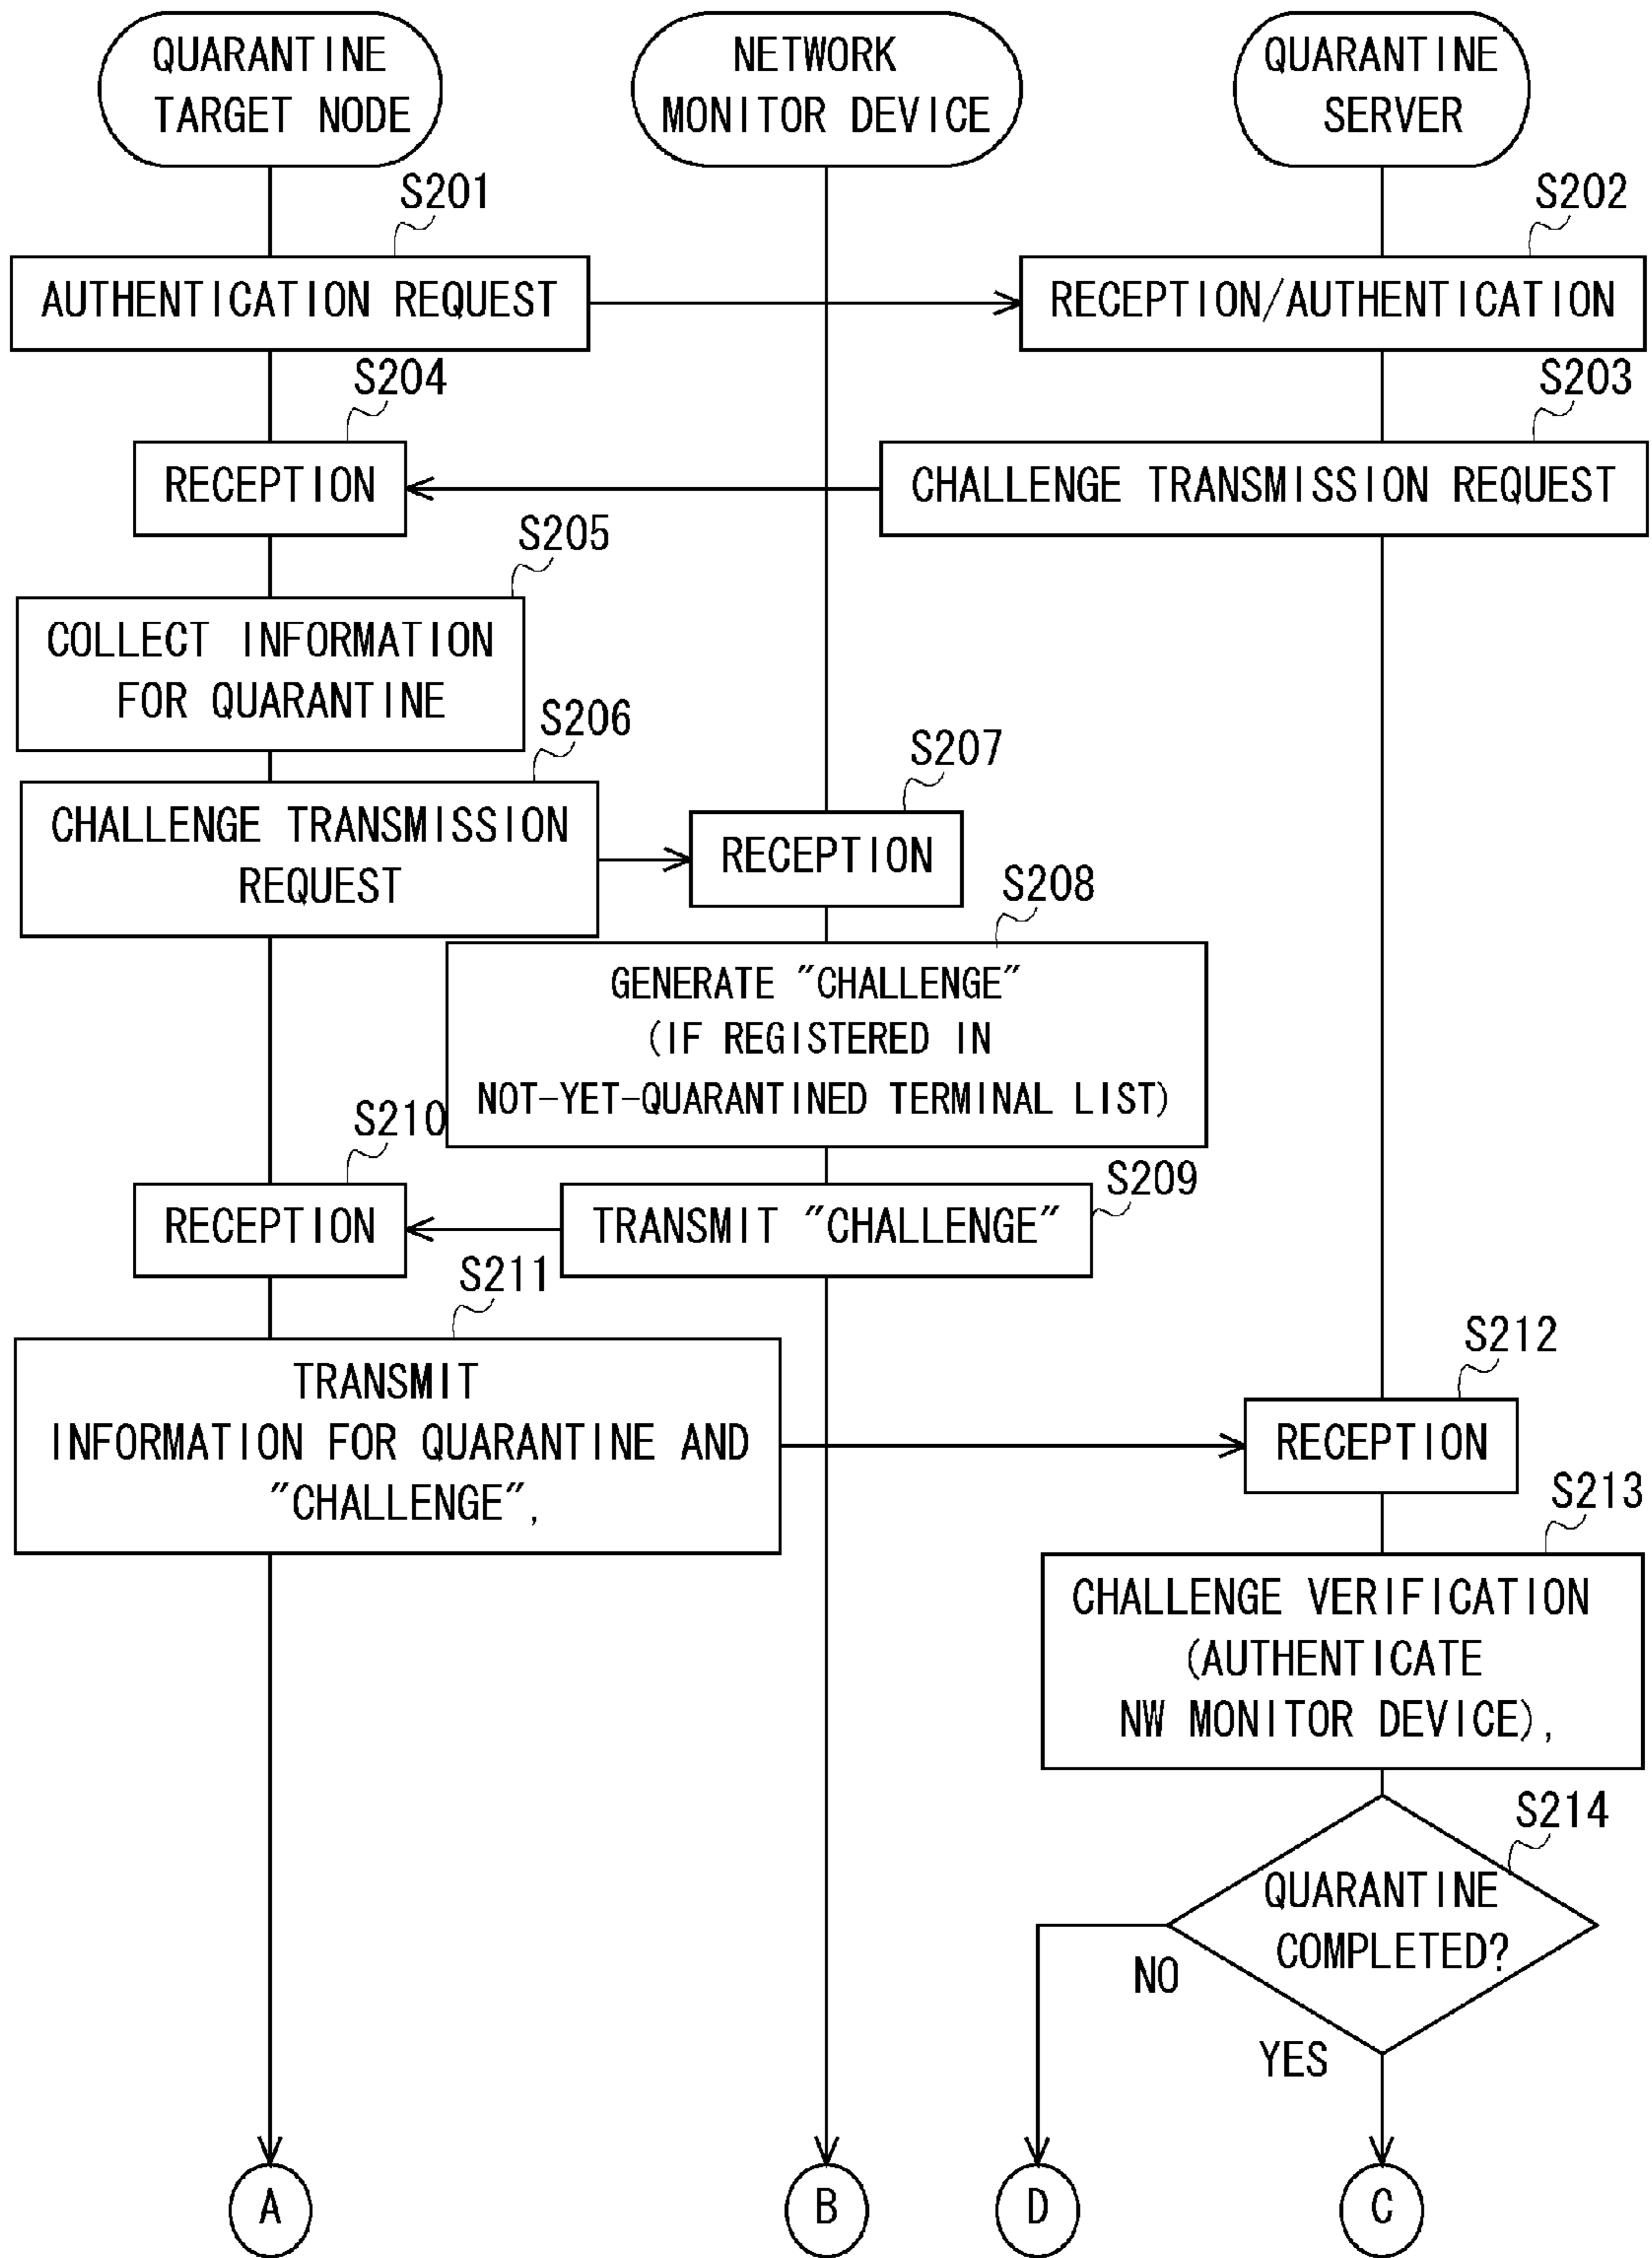 QUARANTINE
TARGET NODE
NETWORK
MONITOR DEVICE
QUARANTINE
SERVER
S201
S202
AUTHENTICATION REQUEST
RECEPTION/AUTHENTICATION
S204
S203
RECEPTION
CHALLENGE TRANSMISSION REQUEST
S205
COLLECT INFORMATION
FOR QUARANTINE
S206
S207
CHALLENGE TRANSMISSION
REQUEST
RECEPTION
S208
GENERATE "CHALLENGE"
(IF REGISTERED IN
NOT-YET-QUARANTINED TERMINAL LIST)
S210
S209
RECEPTION
TRANSMIT "CHALLENGE"
S211
S212
TRANSMIT
INFORMATION FOR QUARANTINE AND
"CHALLENGE",
RECEPTION
S213
CHALLENGE VERIFICATION
(AUTHENTICATE
NW MONITOR DEVICE),
S214
QUARANTINE
COMPLETED?
NO
YES
A
B
D
C